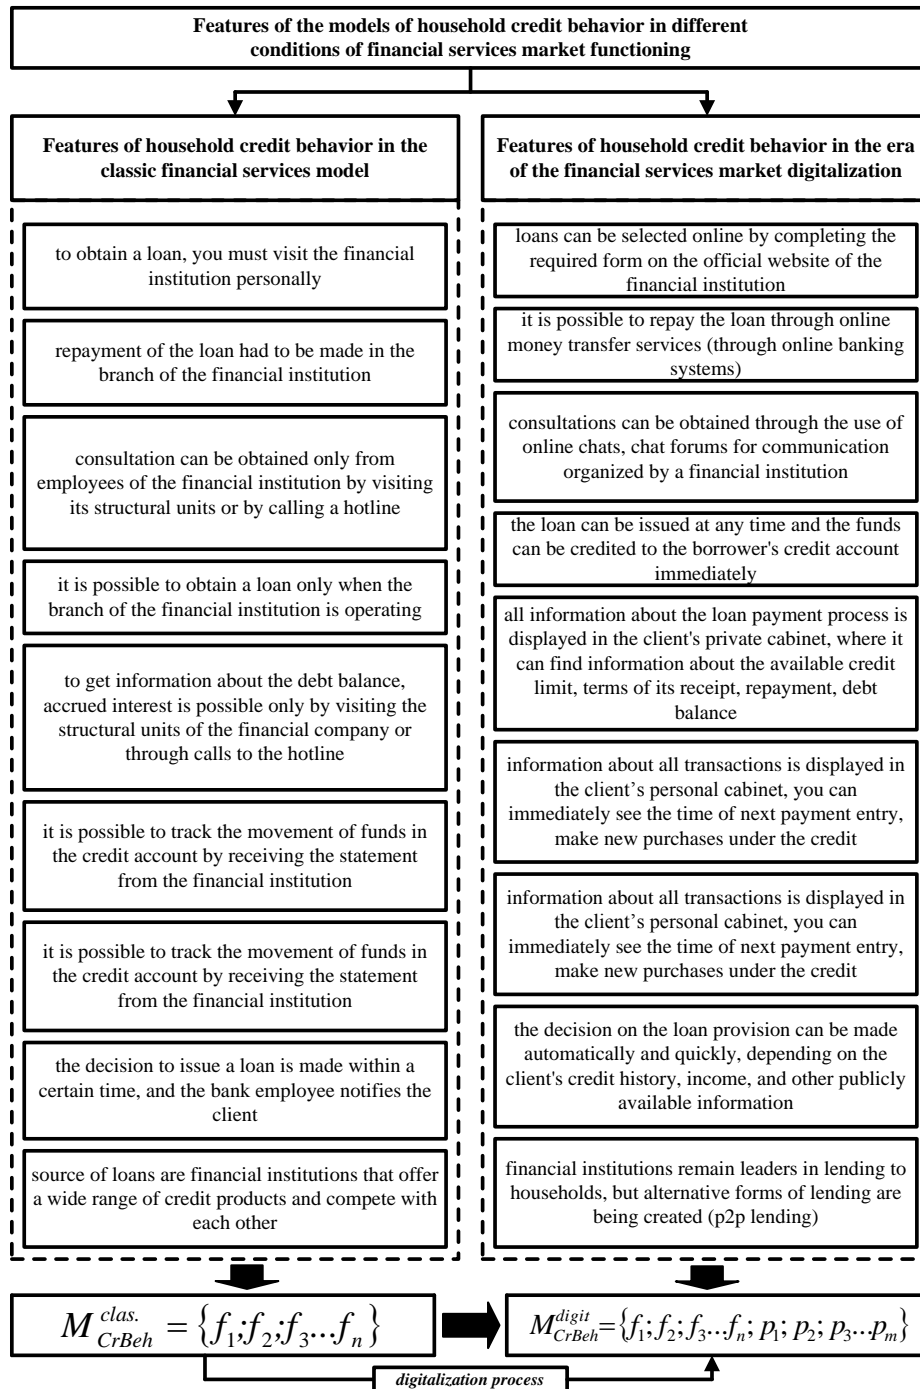 Features of the models of household credit behavior in different
conditions of financial services market functioning
Features of household credit behavior in the
classic financial services model
to obtain a loan, you must visit the financial
institution personally
repayment of the loan had to be made in the
branch of the financial institution
consultation can be obtained only from
employees of the financial institution by visiting
its structural units or by calling a hotline
it is possible to obtain a loan only when the
branch of the financial institution is operating
to get information about the debt balance,
accrued interest is possible only by visiting the
structural units of the financial company or
through calls to the hotline
it is possible to track the movement of funds in
the credit account by receiving the statement
from the financial institution
it is possible to track the movement of funds in
the credit account by receiving the statement
from the financial institution
the decision to issue a loan is made within a
certain time, and the bank employee notifies the
client
source of loans are financial institutions that offer
a wide range of credit products and compete with
each other
Features of household credit behavior in the era
of the financial services market digitalization
loans can be selected online by completing the
required form on the official website of the
financial institution
it is possible to repay the loan through online
money transfer services (through online banking
systems)
consultations can be obtained through the use of
online chats, chat forums for communication
organized by a financial institution
the loan can be issued at any time and the funds
can be credited to the borrower's credit account
immediately
all information about the loan payment process is
displayed in the client's private cabinet, where it
can find information about the available credit
limit, terms of its receipt, repayment, debt
balance
information about all transactions is displayed in
the client’s personal cabinet, you can
immediately see the time of next payment entry,
make new purchases under the credit
information about all transactions is displayed in
the client's personal cabinet, you can
immediately see the time of next payment entry,
make new purchases under the credit
the decision on the loan provision can be made
automatically and quickly, depending on the
client's credit history, income, and other publicly
available information
financial institutions remain leaders in lending to
households, but alternative forms of lending are
being created (p2p lending)
M_{CrBeh}^{clas.} = {f_1;f_2;f_3...f_n}
M_{CrBeh}^{digit}={f_1; f_2; f_3...f_n; p_1; p_2; p_3...p_m}
digitalization process